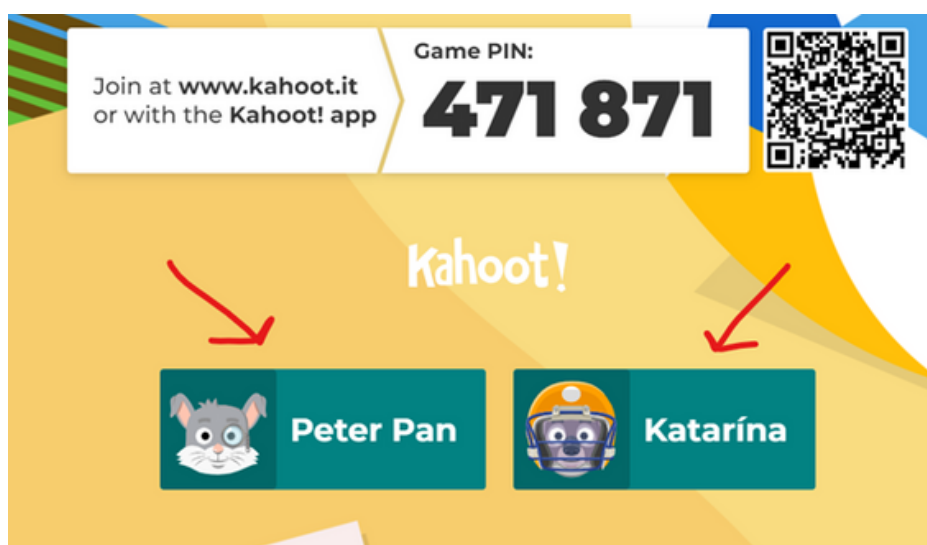 Join at www.kahoot.it
or with the Kahoot! app
Game PIN:
471 871
Kahoot!
Peter Pan
Katarína